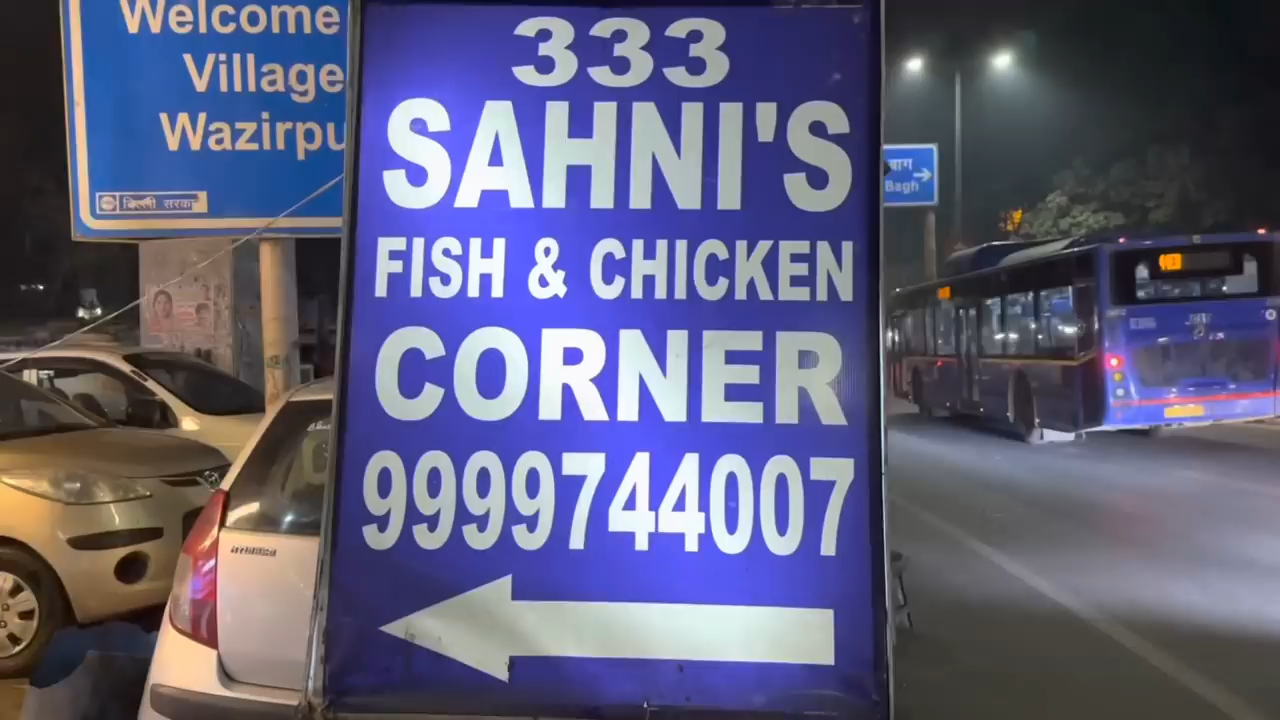 Welcome
Village
Wazirpu
दिल्ली सरका
333
SAHNI'S
FISH & CHICKEN
CORNER
9999744007
बाग
Bagh